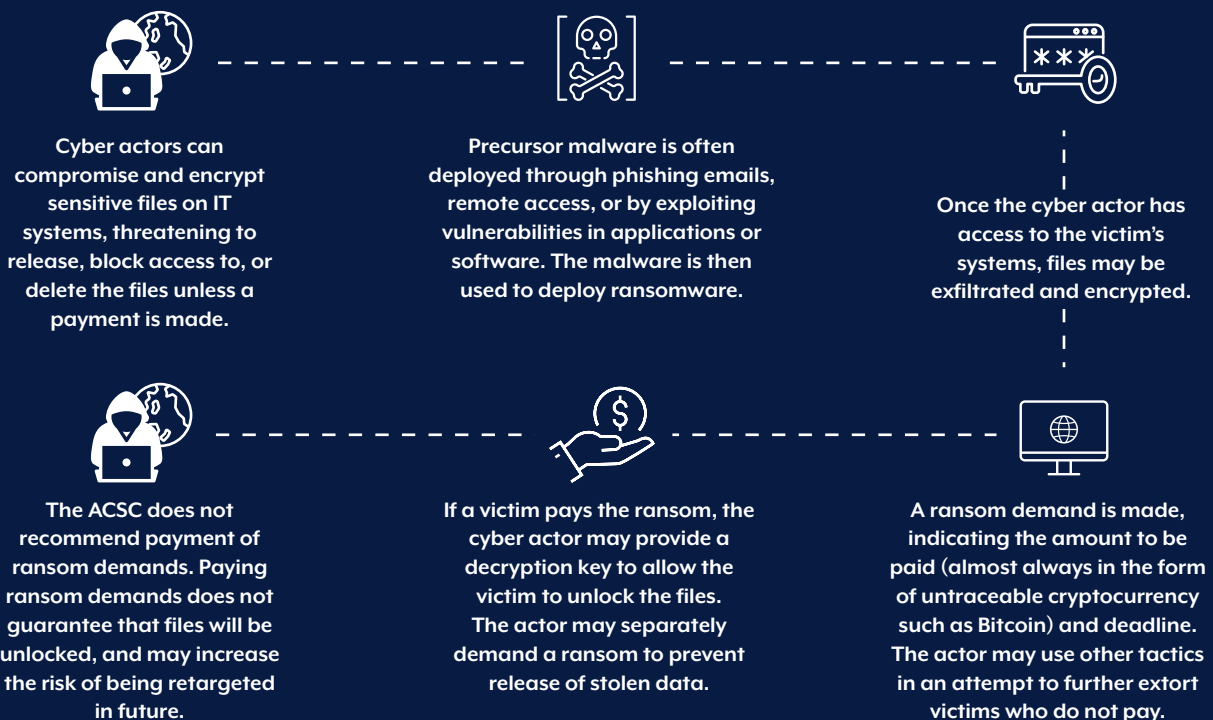 ***
Cyber actors can
compromise and encrypt
sensitive files on IT
systems, threatening to
release, block access to, or
delete the files unless a
payment is made.
Precursor malware is often
deployed through phishing emails,
remote access, or by exploiting
vulnerabilities in applications or
software. The malware is then
used to deploy ransomware.
Once the cyber actor has
access to the victim’s
systems, files may be
exfiltrated and encrypted.
$
A ransom demand is made,
indicating the amount to be
paid (almost always in the form
of untraceable cryptocurrency
such as Bitcoin) and deadline.
The actor may use other tactics
in an attempt to further extort
victims who do not pay.
If a victim pays the ransom, the
cyber actor may provide a
decryption key to allow the
victim to unlock the files.
The actor may separately
demand a ransom to prevent
release of stolen data.
The ACSC does not
recommend payment of
ransom demands. Paying
ransom demands does not
guarantee that files will be
unlocked, and may increase
the risk of being retargeted
in future.